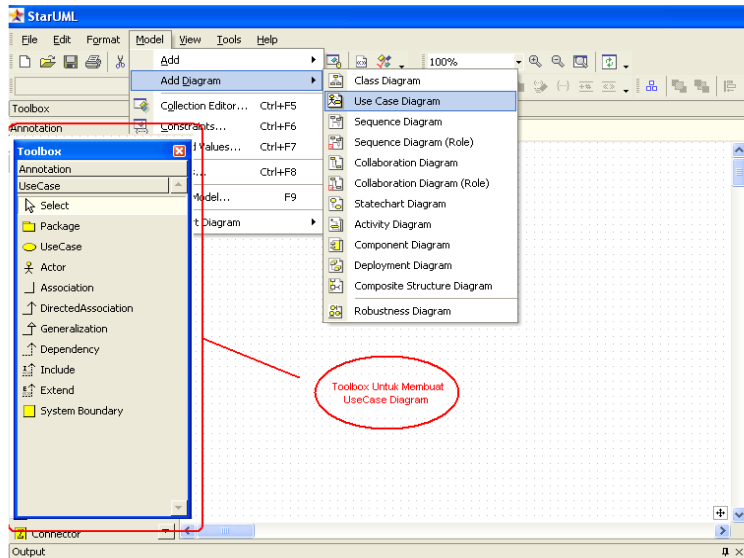 StarUML
File Edit Format Model View Tools Help
100%
Add
Add Diagram
Collection Editor... Ctrl+F5
Constraints... Ctrl+F6
Values... Ctrl+F7
Ctrl+F8
Model... F9
Diagram
Class Diagram
Use Case Diagram
Sequence Diagram
Sequence Diagram (Role)
Collaboration Diagram
Collaboration Diagram (Role)
Statechart Diagram
Activity Diagram
Component Diagram
Deployment Diagram
Composite Structure Diagram
Robustness Diagram
Toolbox
Annotation
Toolbox
Annotation
UseCase
Select
Package
UseCase
Actor
Association
DirectedAssociation
Generalization
Dependency
Include
Extend
System Boundary
Toolbox Untuk Membuat
UseCase Diagram
Connector
Output